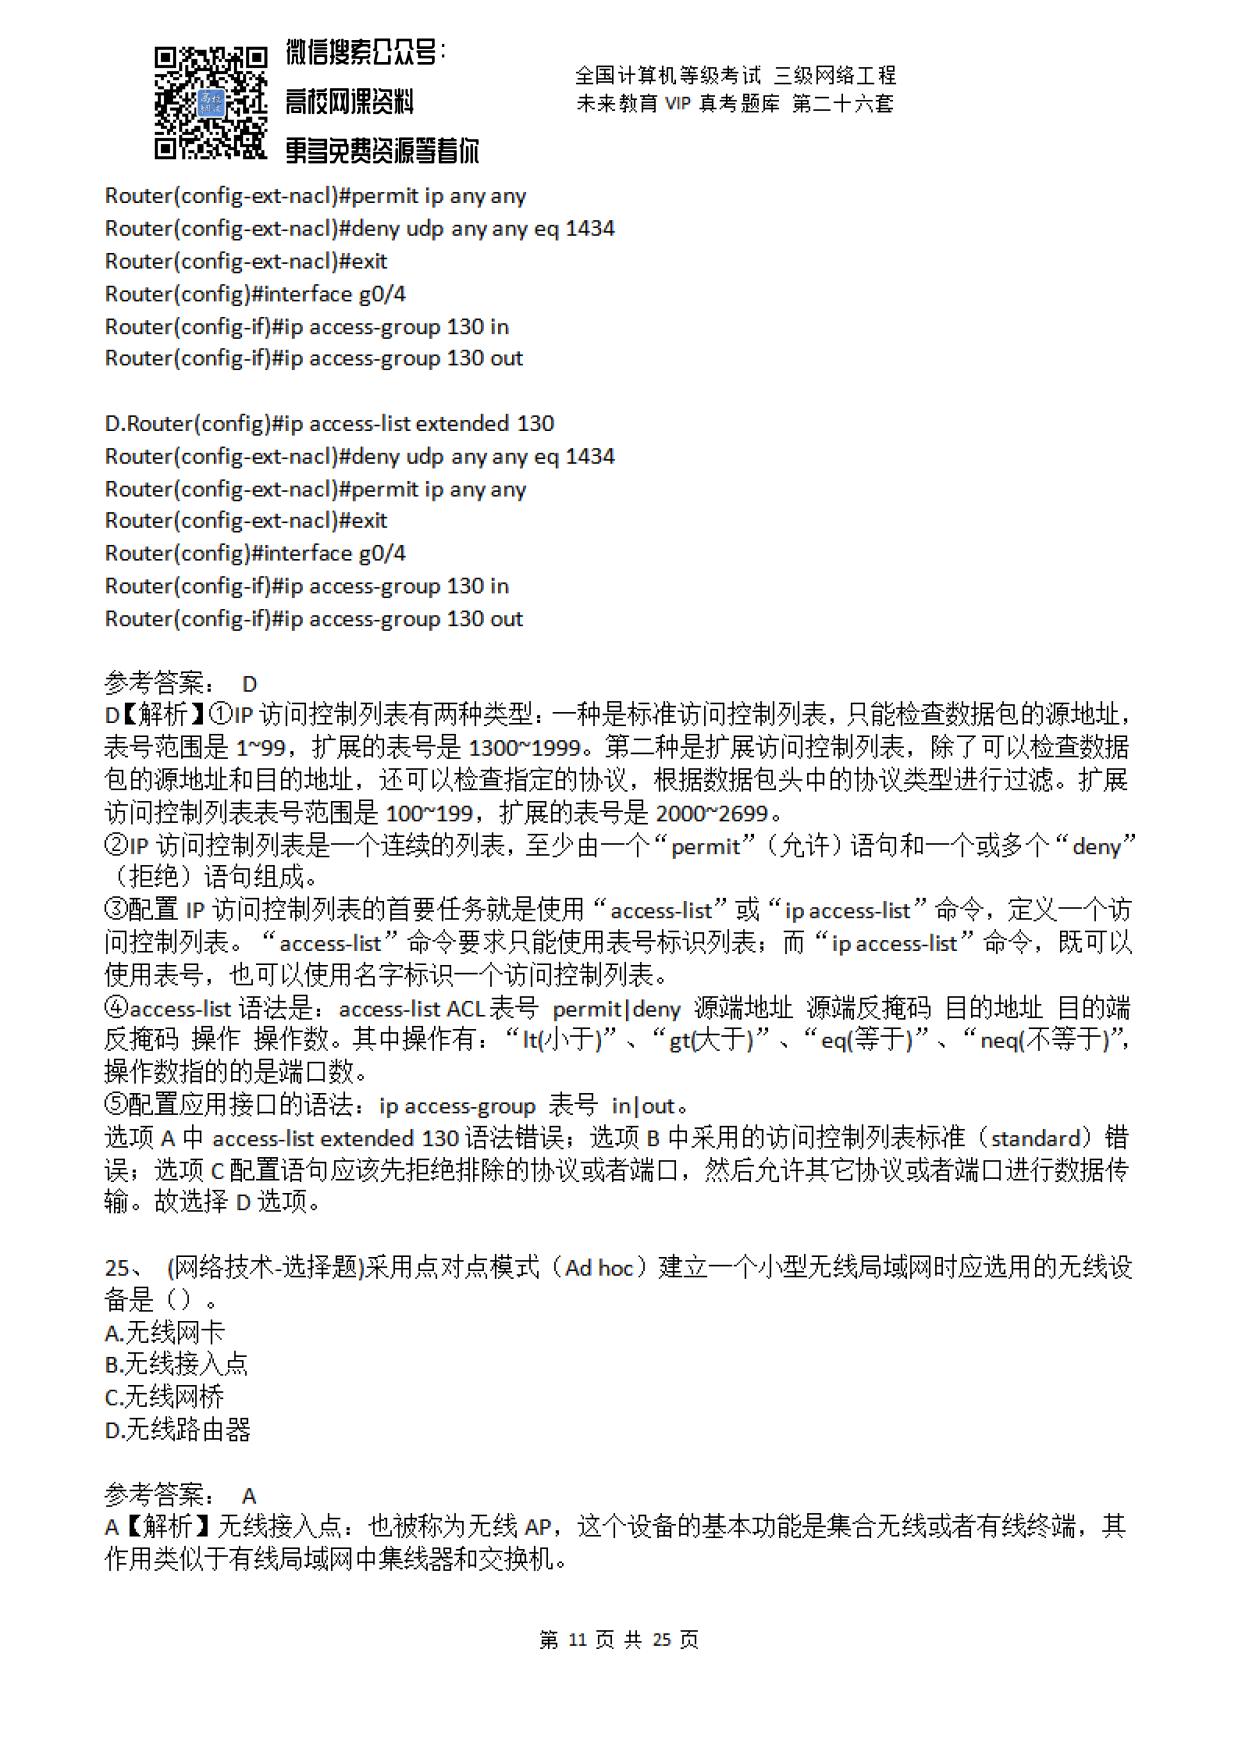 微信搜索公众号：
高校网课资料
更多免费资源等着你
全国计算机等级考试 三级网络工程
未来教育 VIP 真考题库 第二十六套
Router(config-ext-nacl)#permit ip any any
Router(config-ext-nacl)#deny udp any any eq 1434
Router(config-ext-nacl)#exit
Router(config)#interface g0/4
Router(config-if)#ip access-group 130 in
Router(config-if)#ip access-group 130 out
D.Router(config)#ip access-list extended 130
Router(config-ext-nacl)#deny udp any any eq 1434
Router(config-ext-nacl)#permit ip any any
Router(config-ext-nacl)#exit
Router(config)#interface g0/4
Router(config-if)#ip access-group 130 in
Router(config-if)#ip access-group 130 out
参考答案： D
D【解析】①IP 访问控制列表有两种类型：一种是标准访问控制列表，只能检查数据包的源地址，
表号范围是 1~99，扩展的表号是 1300~1999。第二种是扩展访问控制列表，除了可以检查数据
包的源地址和目的地址，还可以检查指定的协议，根据数据包头中的协议类型进行过滤。扩展
访问控制列表表号范围是 100~199，扩展的表号是 2000~2699。
②IP 访问控制列表是一个连续的列表，至少由一个“permit”（允许）语句和一个或多个“deny”
（拒绝）语句组成。
③配置 IP 访问控制列表的首要任务就是使用“access-list”或“ip access-list”命令，定义一个访
问控制列表。“access-list”命令要求只能使用表号标识列表；而“ip access-list”命令，既可以
使用表号，也可以使用名字标识一个访问控制列表。
④access-list 语法是：access-list ACL 表号 permit|deny 源端地址 源端反掩码 目的地址 目的端
反掩码 操作 操作数。其中操作有：“lt(小于)”、“gt(大于)”、“eq(等于)”、“neq(不等于)”，
操作数指的的是端口数。
⑤配置应用接口的语法：ip access-group 表号 in|out。
选项 A 中 access-list extended 130 语法错误；选项 B 中采用的访问控制列表标准（standard）错
误；选项 C 配置语句应该先拒绝排除的协议或者端口，然后允许其它协议或者端口进行数据传
输。故选择 D 选项。
25、 (网络技术-选择题)采用点对点模式（Ad hoc）建立一个小型无线局域网时应选用的无线设
备是（）。
A.无线网卡
B.无线接入点
C.无线网桥
D.无线路由器
参考答案： A
A【解析】无线接入点：也被称为无线 AP，这个设备的基本功能是集合无线或者有线终端，其
作用类似于有线局域网中集线器和交换机。
第 11 页 共 25 页